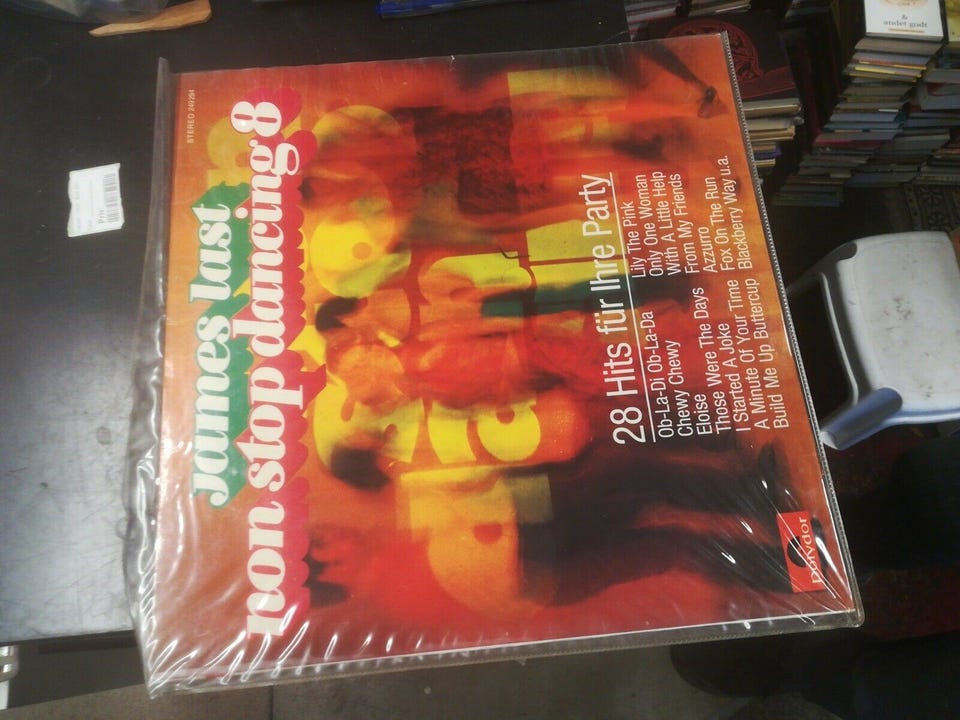 STEREO 249 294
James last
non stop dancing 8
28 Hits für Ihre Party
Ob-La-Di Ob-La-Da
Chewy Chewy
Eloise
Those Were The Days
I Started A Joke
A Minute Of Your Time
Build Me Up Buttercup
Lily The Pink
Only One Woman
With A Little Help
From My Friends
Azzurro
Fox On The Run
Blackberry Way u.a.
polydor
&
andet godt